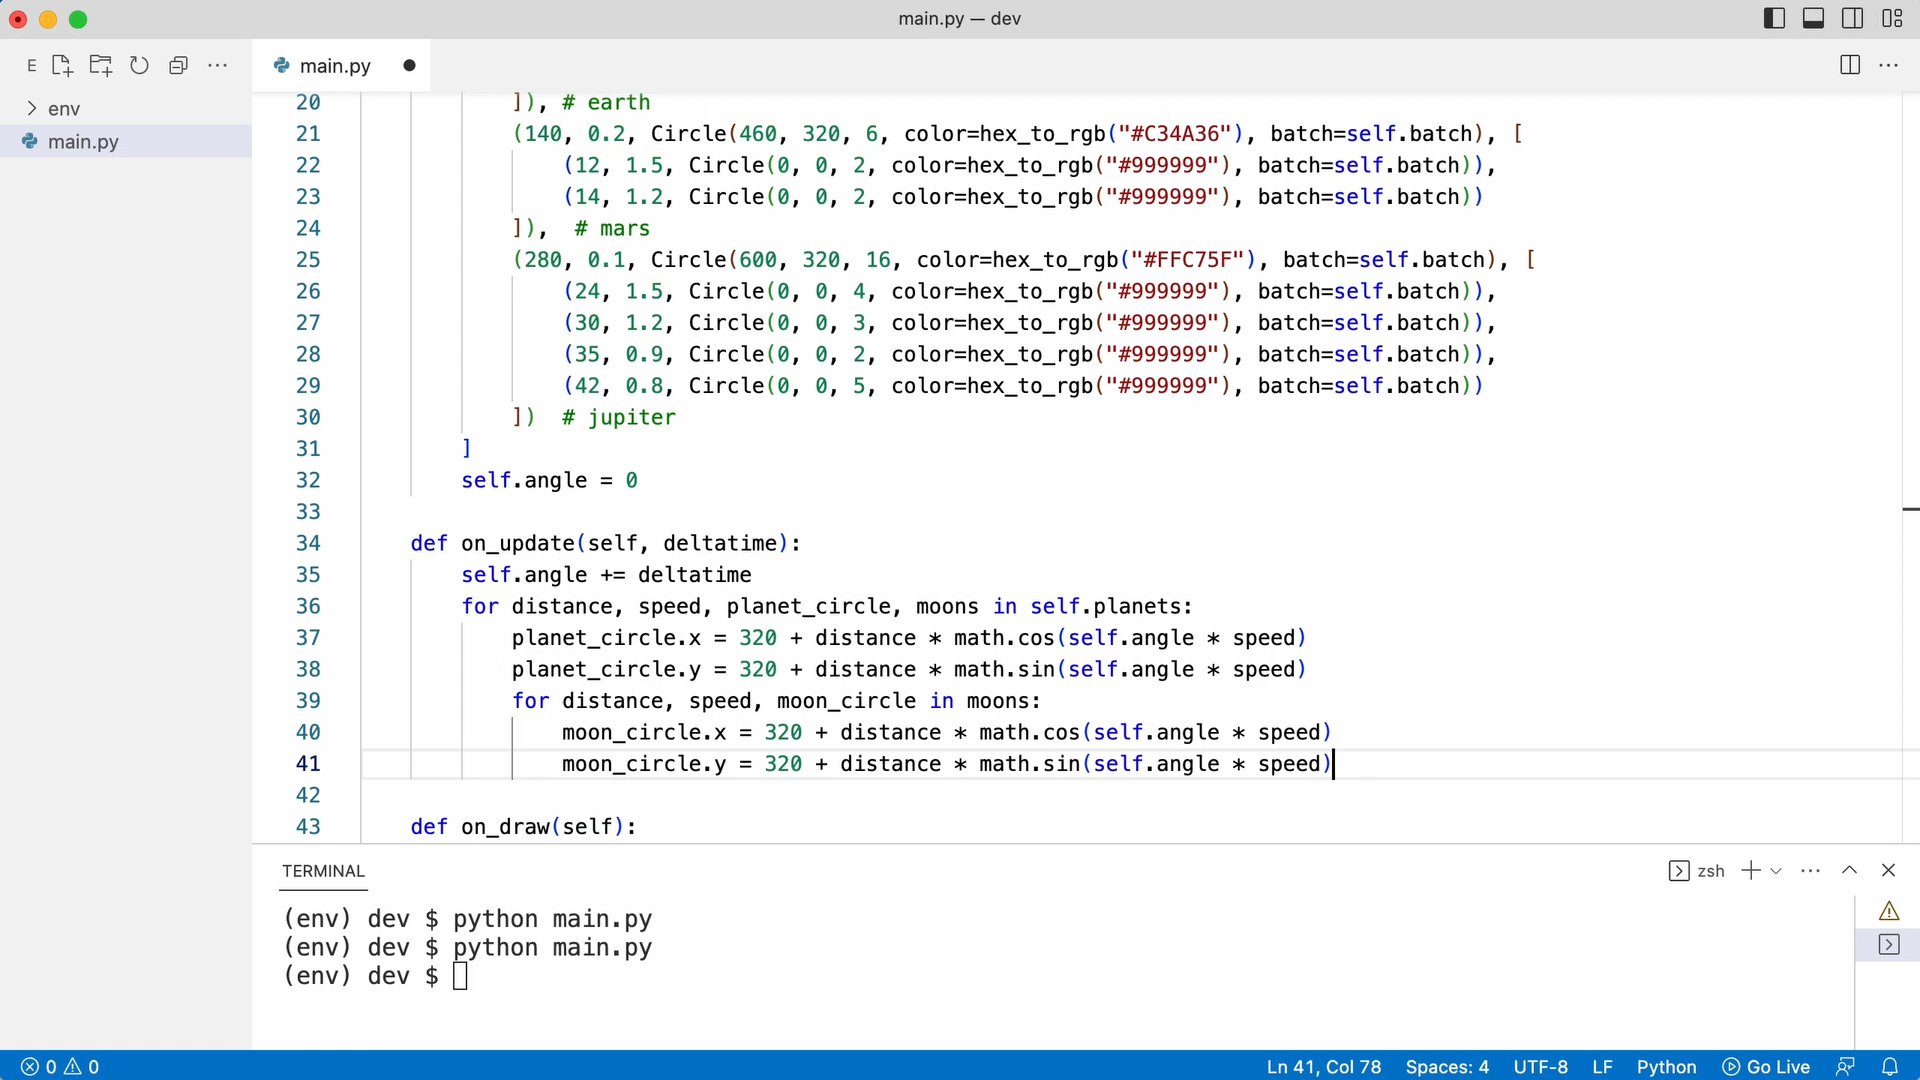 main.py — dev
E
main.py
env
main.py
20 ]), # earth
21 (140, 0.2, Circle(460, 320, 6, color=hex_to_rgb("#C34A36"), batch=self.batch), [
22 (12, 1.5, Circle(0, 0, 2, color=hex_to_rgb("#999999"), batch=self.batch)),
23 (14, 1.2, Circle(0, 0, 2, color=hex_to_rgb("#999999"), batch=self.batch))
24 ]),  # mars
25 (280, 0.1, Circle(600, 320, 16, color=hex_to_rgb("#FFC75F"), batch=self.batch), [
26 (24, 1.5, Circle(0, 0, 4, color=hex_to_rgb("#999999"), batch=self.batch)),
27 (30, 1.2, Circle(0, 0, 3, color=hex_to_rgb("#999999"), batch=self.batch)),
28 (35, 0.9, Circle(0, 0, 2, color=hex_to_rgb("#999999"), batch=self.batch)),
29 (42, 0.8, Circle(0, 0, 5, color=hex_to_rgb("#999999"), batch=self.batch))
30 ])  # jupiter
31 ]
32 self.angle = 0
33
34 def on_update(self, deltatime):
35 self.angle += deltatime
36 for distance, speed, planet_circle, moons in self.planets:
37 planet_circle.x = 320 + distance * math.cos(self.angle * speed)
38 planet_circle.y = 320 + distance * math.sin(self.angle * speed)
39 for distance, speed, moon_circle in moons:
40 moon_circle.x = 320 + distance * math.cos(self.angle * speed)
41 moon_circle.y = 320 + distance * math.sin(self.angle * speed)
42
43 def on_draw(self):
TERMINAL
zsh
(env) dev $ python main.py
(env) dev $ python main.py
(env) dev $
0 0
Ln 41, Col 78 Spaces: 4 UTF-8 LF Python Go Live